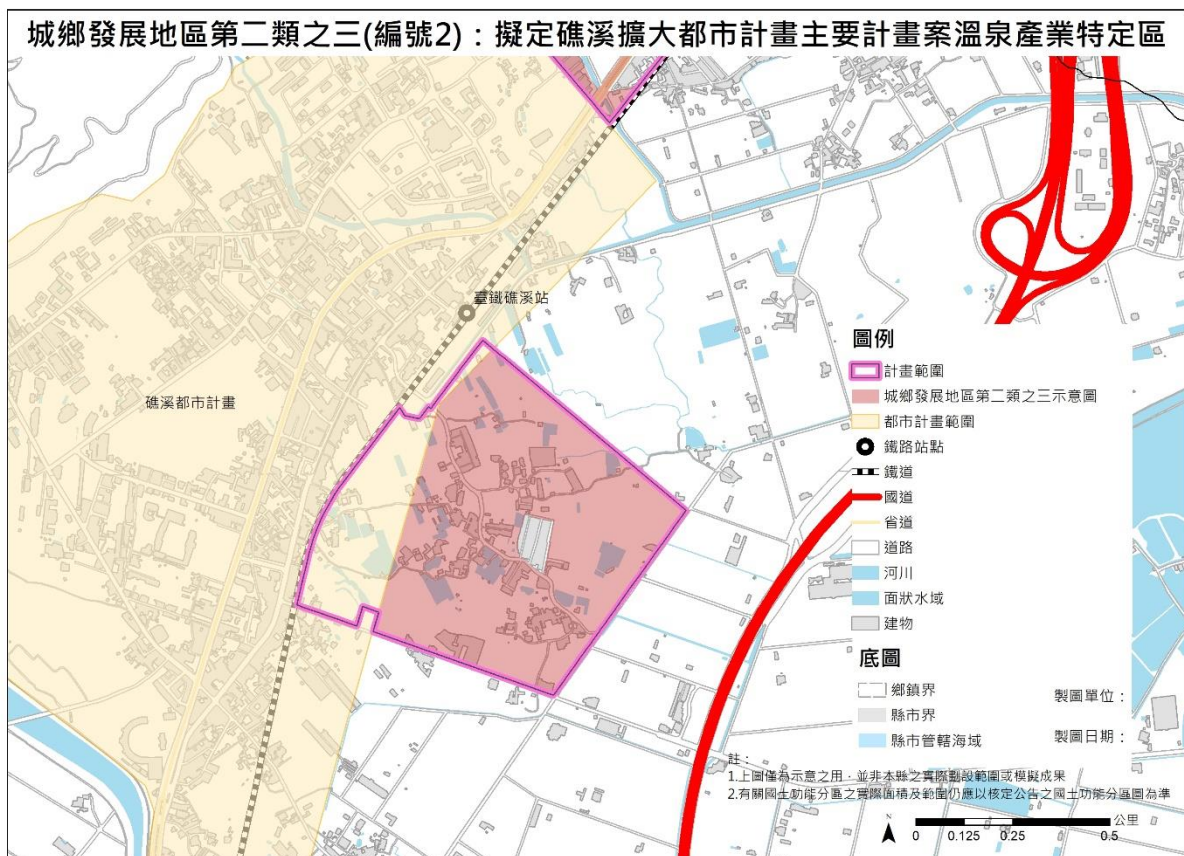 城鄉發展地區第二類之三(編號2)：擬定礁溪擴大都市計畫主要計畫案溫泉產業特定區
臺鐵礁溪站
礁溪都市計畫
圖例
計畫範圍
城鄉發展地區第二類之三示意圖
都市計畫範圍
鐵路站點
鐵道
國道
省道
道路
河川
面狀水域
建物
底圖
鄉鎮界
縣市界
縣市管轄海域
製圖單位：
製圖日期：
註：
1.上圖僅為示意之用，並非本縣之實際劃設範圍或模擬成果
2.有關國土功能分區之實際面積及範圍仍應以核定公告之國土功能分區圖為準
N
公里
0 0.125 0.25 0.5